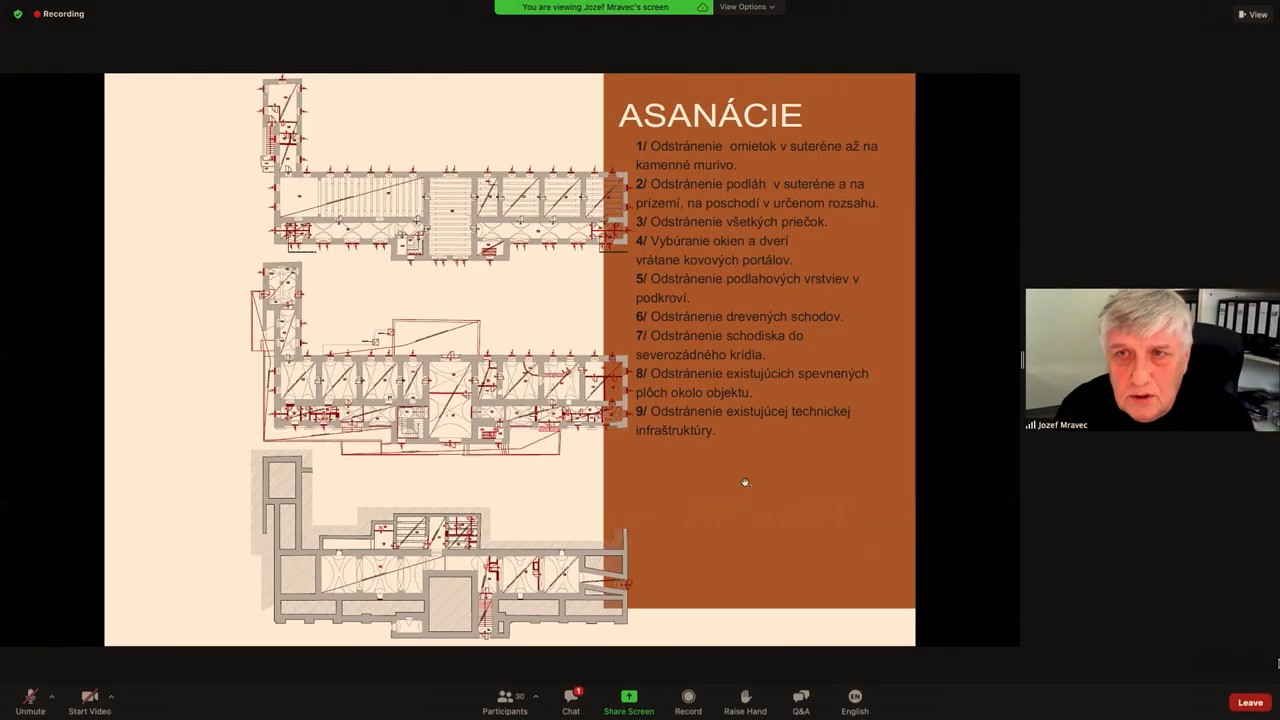 Recording
You are viewing Jozef Mravec's screen
View Options
View
ASANÁCIE
1/ Odstránenie omietok v suteréne až na
kamenné murivo.
2/ Odstránenie podláh v suteréne a na
prízemí, na poschodí v určenom rozsahu.
3/ Odstránenie všetkých priečok.
4/ Vybúranie okien a dverí
vrátane kovových portálov.
5/ Odstránenie podlahových vrstviev v
podkroví.
6/ Odstránenie drevených schodov.
7/ Odstránenie schodiska do
severozádného krídla.
8/ Odstránenie existujúcich spevnených
plôch okolo objektu.
9/ Odstránenie existujúcej technickej
infraštruktúry.
Jozef Mravec
Unmute
Start Video
30
Participants
1
Chat
Share Screen
Record
Raise Hand
Q&A
EN
English
Leave